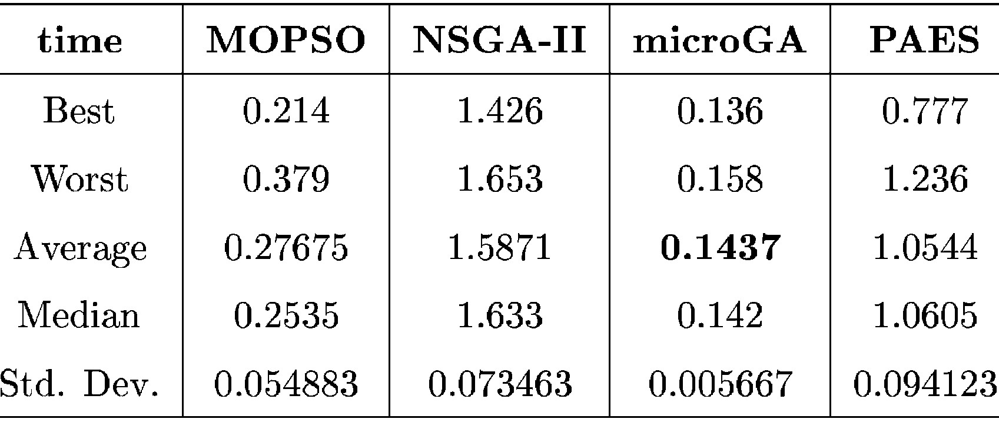 time MOPSO NSGA-II microGA PAES
Best 0.214 1.426 0.136 0.777
Worst 0.379 1.653 0.158 1.236
Average 0.27675 1.5871 0.1437 1.0544
Median 0.2535 1.633 0.142 1.0605
Std. Dev. 0.054883 0.073463 0.005667 0.094123